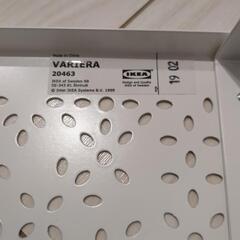 Made in China
VARIERA
20463
IKEA of Sweden AB
SE-343 81 Älmhult
© Inter IKEA Systems B.V. 1999
IKEA
Design and Quality
IKEA of Sweden
19 02